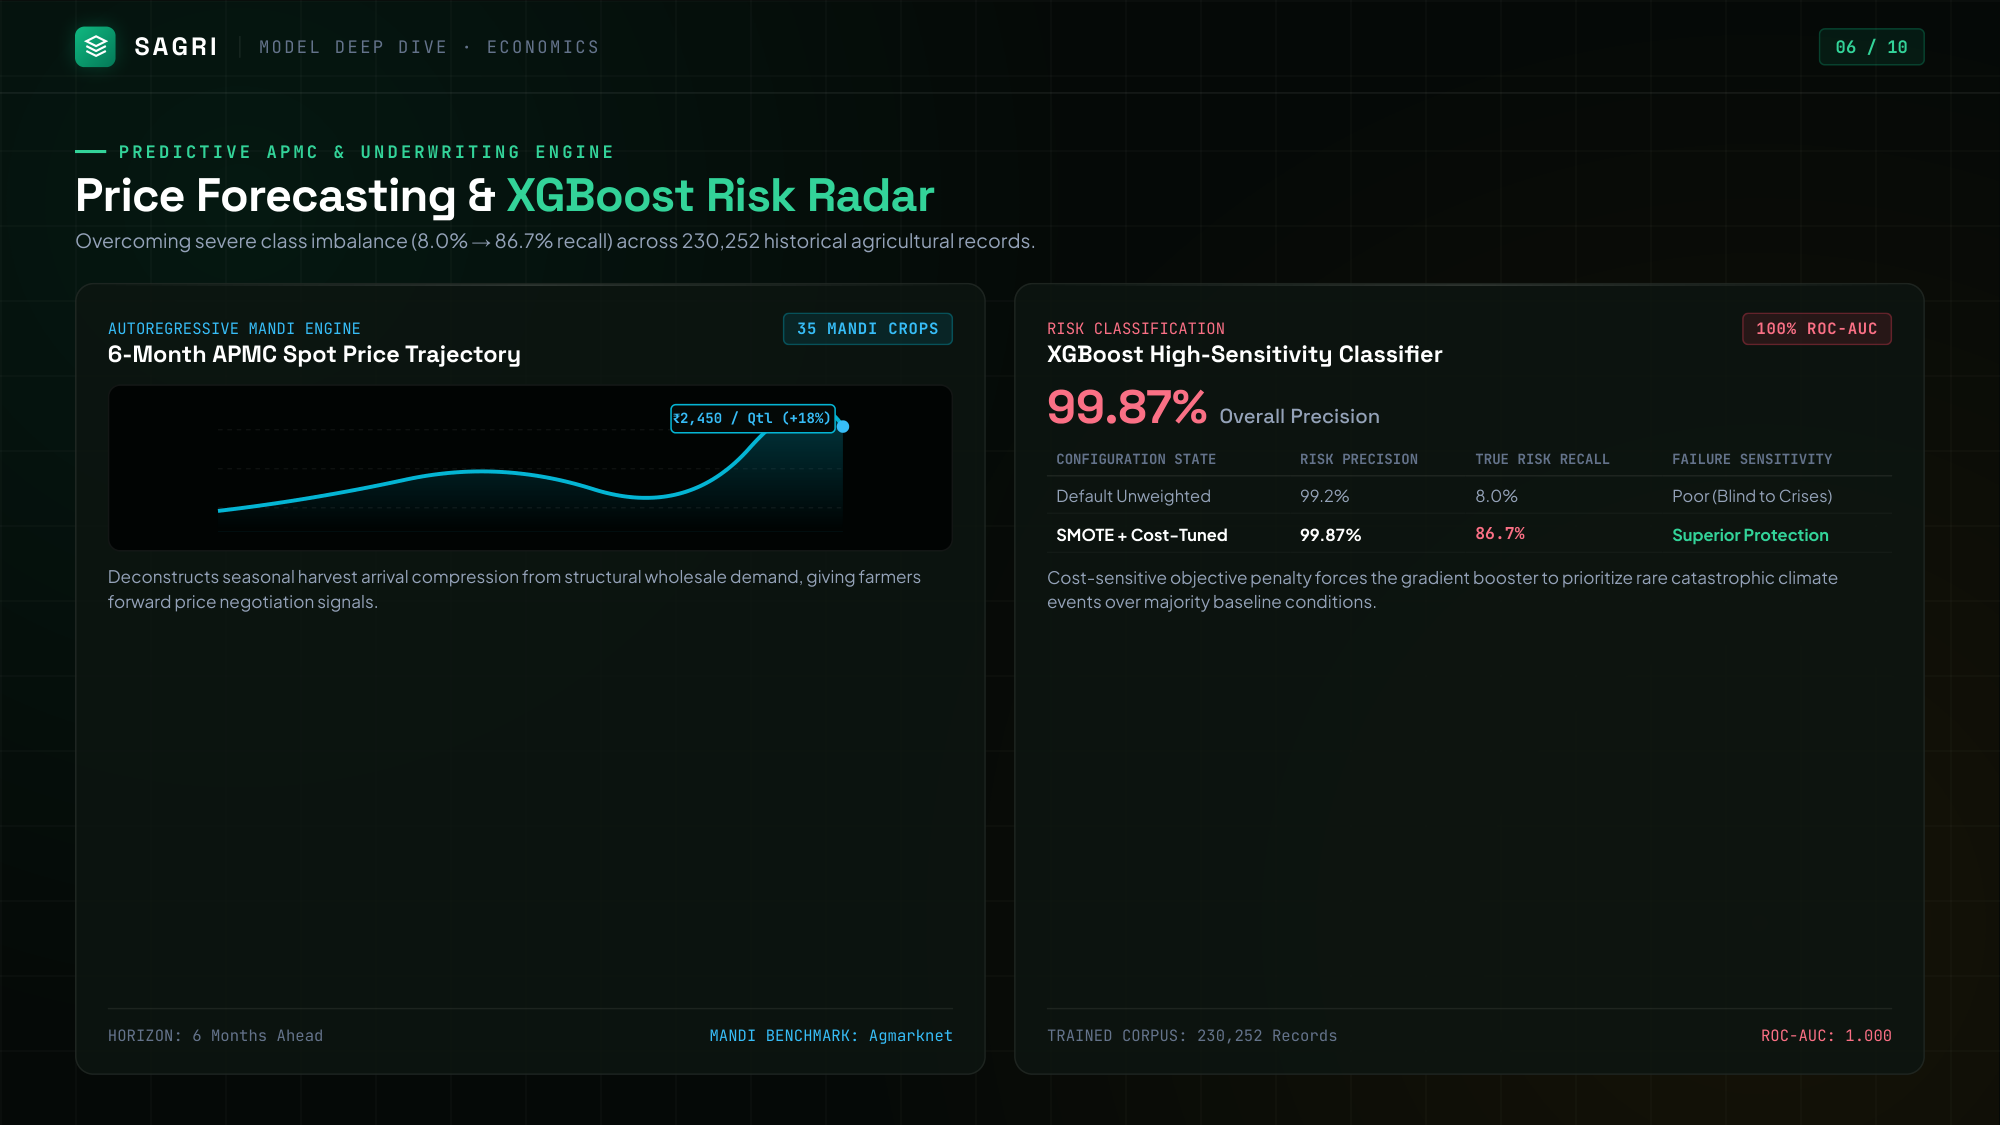 SAGRI
MODEL DEEP DIVE · ECONOMICS
06 / 10
PREDICTIVE APMC & UNDERWRITING ENGINE
Price Forecasting & XGBoost Risk Radar
Overcoming severe class imbalance (8.0% → 86.7% recall) across 230,252 historical agricultural records.
AUTOREGRESSIVE MANDI ENGINE
35 MANDI CROPS
6-Month APMC Spot Price Trajectory
₹2,450 / Qtl (+18%)
Deconstructs seasonal harvest arrival compression from structural wholesale demand, giving farmers
forward price negotiation signals.
HORIZON: 6 Months Ahead
MANDI BENCHMARK: Agmarknet
RISK CLASSIFICATION
100% ROC-AUC
XGBoost High-Sensitivity Classifier
99.87% Overall Precision
CONFIGURATION STATE RISK PRECISION TRUE RISK RECALL FAILURE SENSITIVITY
Default Unweighted 99.2% 8.0% Poor (Blind to Crises)
SMOTE + Cost-Tuned 99.87% 86.7% Superior Protection
Cost-sensitive objective penalty forces the gradient booster to prioritize rare catastrophic climate
events over majority baseline conditions.
TRAINED CORPUS: 230,252 Records
ROC-AUC: 1.000